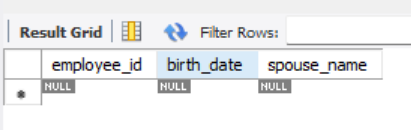 Result Grid Filter Rows:
employee_id birth_date spouse_name
NULL NULL NULL